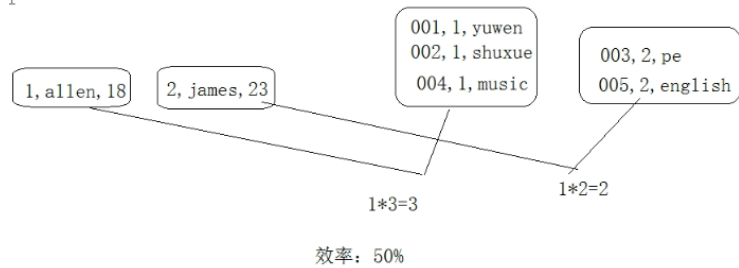 001,1,yuwen
002,1,shuxue
004,1,music
003,2,pe
005,2,english
1,allen,18
2,james,23
1*3=3
1*2=2
效率：50%